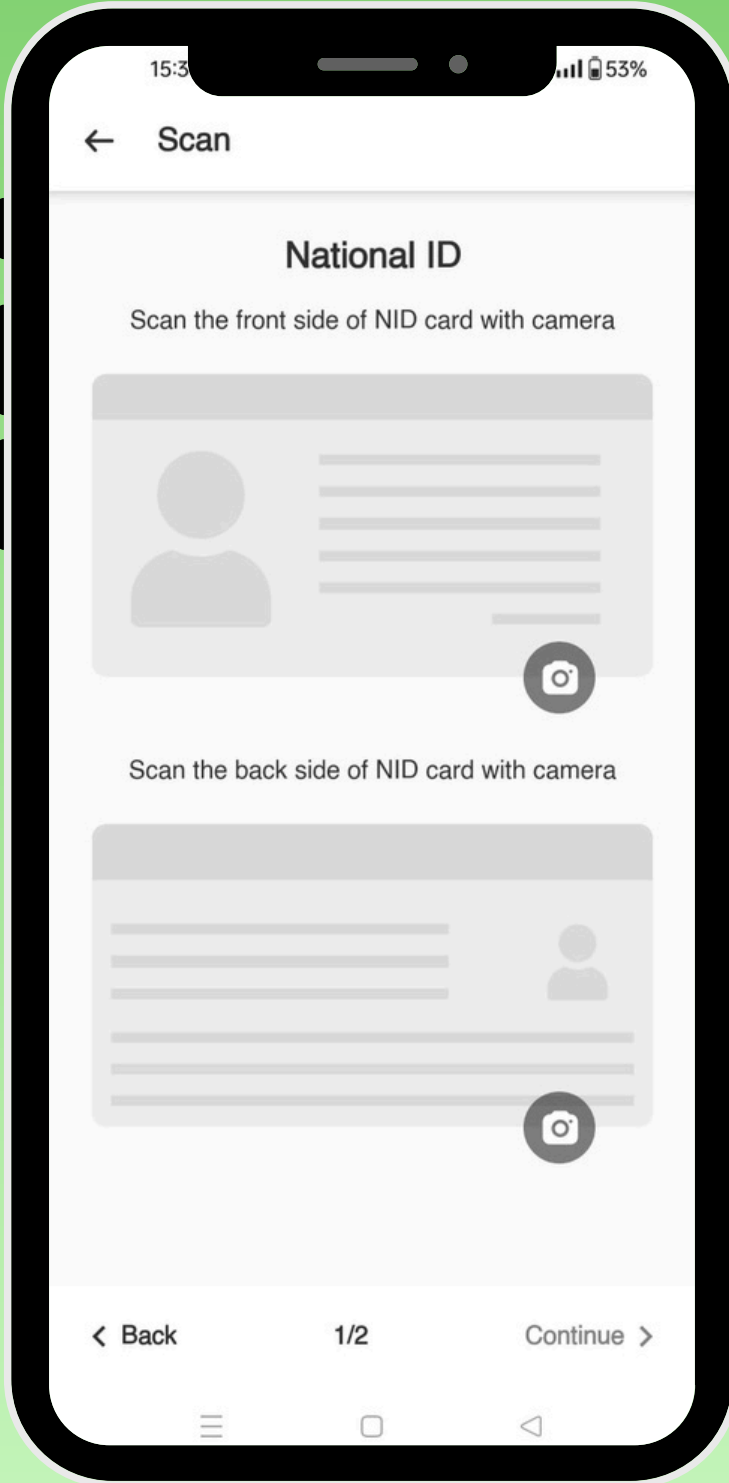 15:3
53%
Scan
National ID
Scan the front side of NID card with camera
Scan the back side of NID card with camera
Back
1/2
Continue